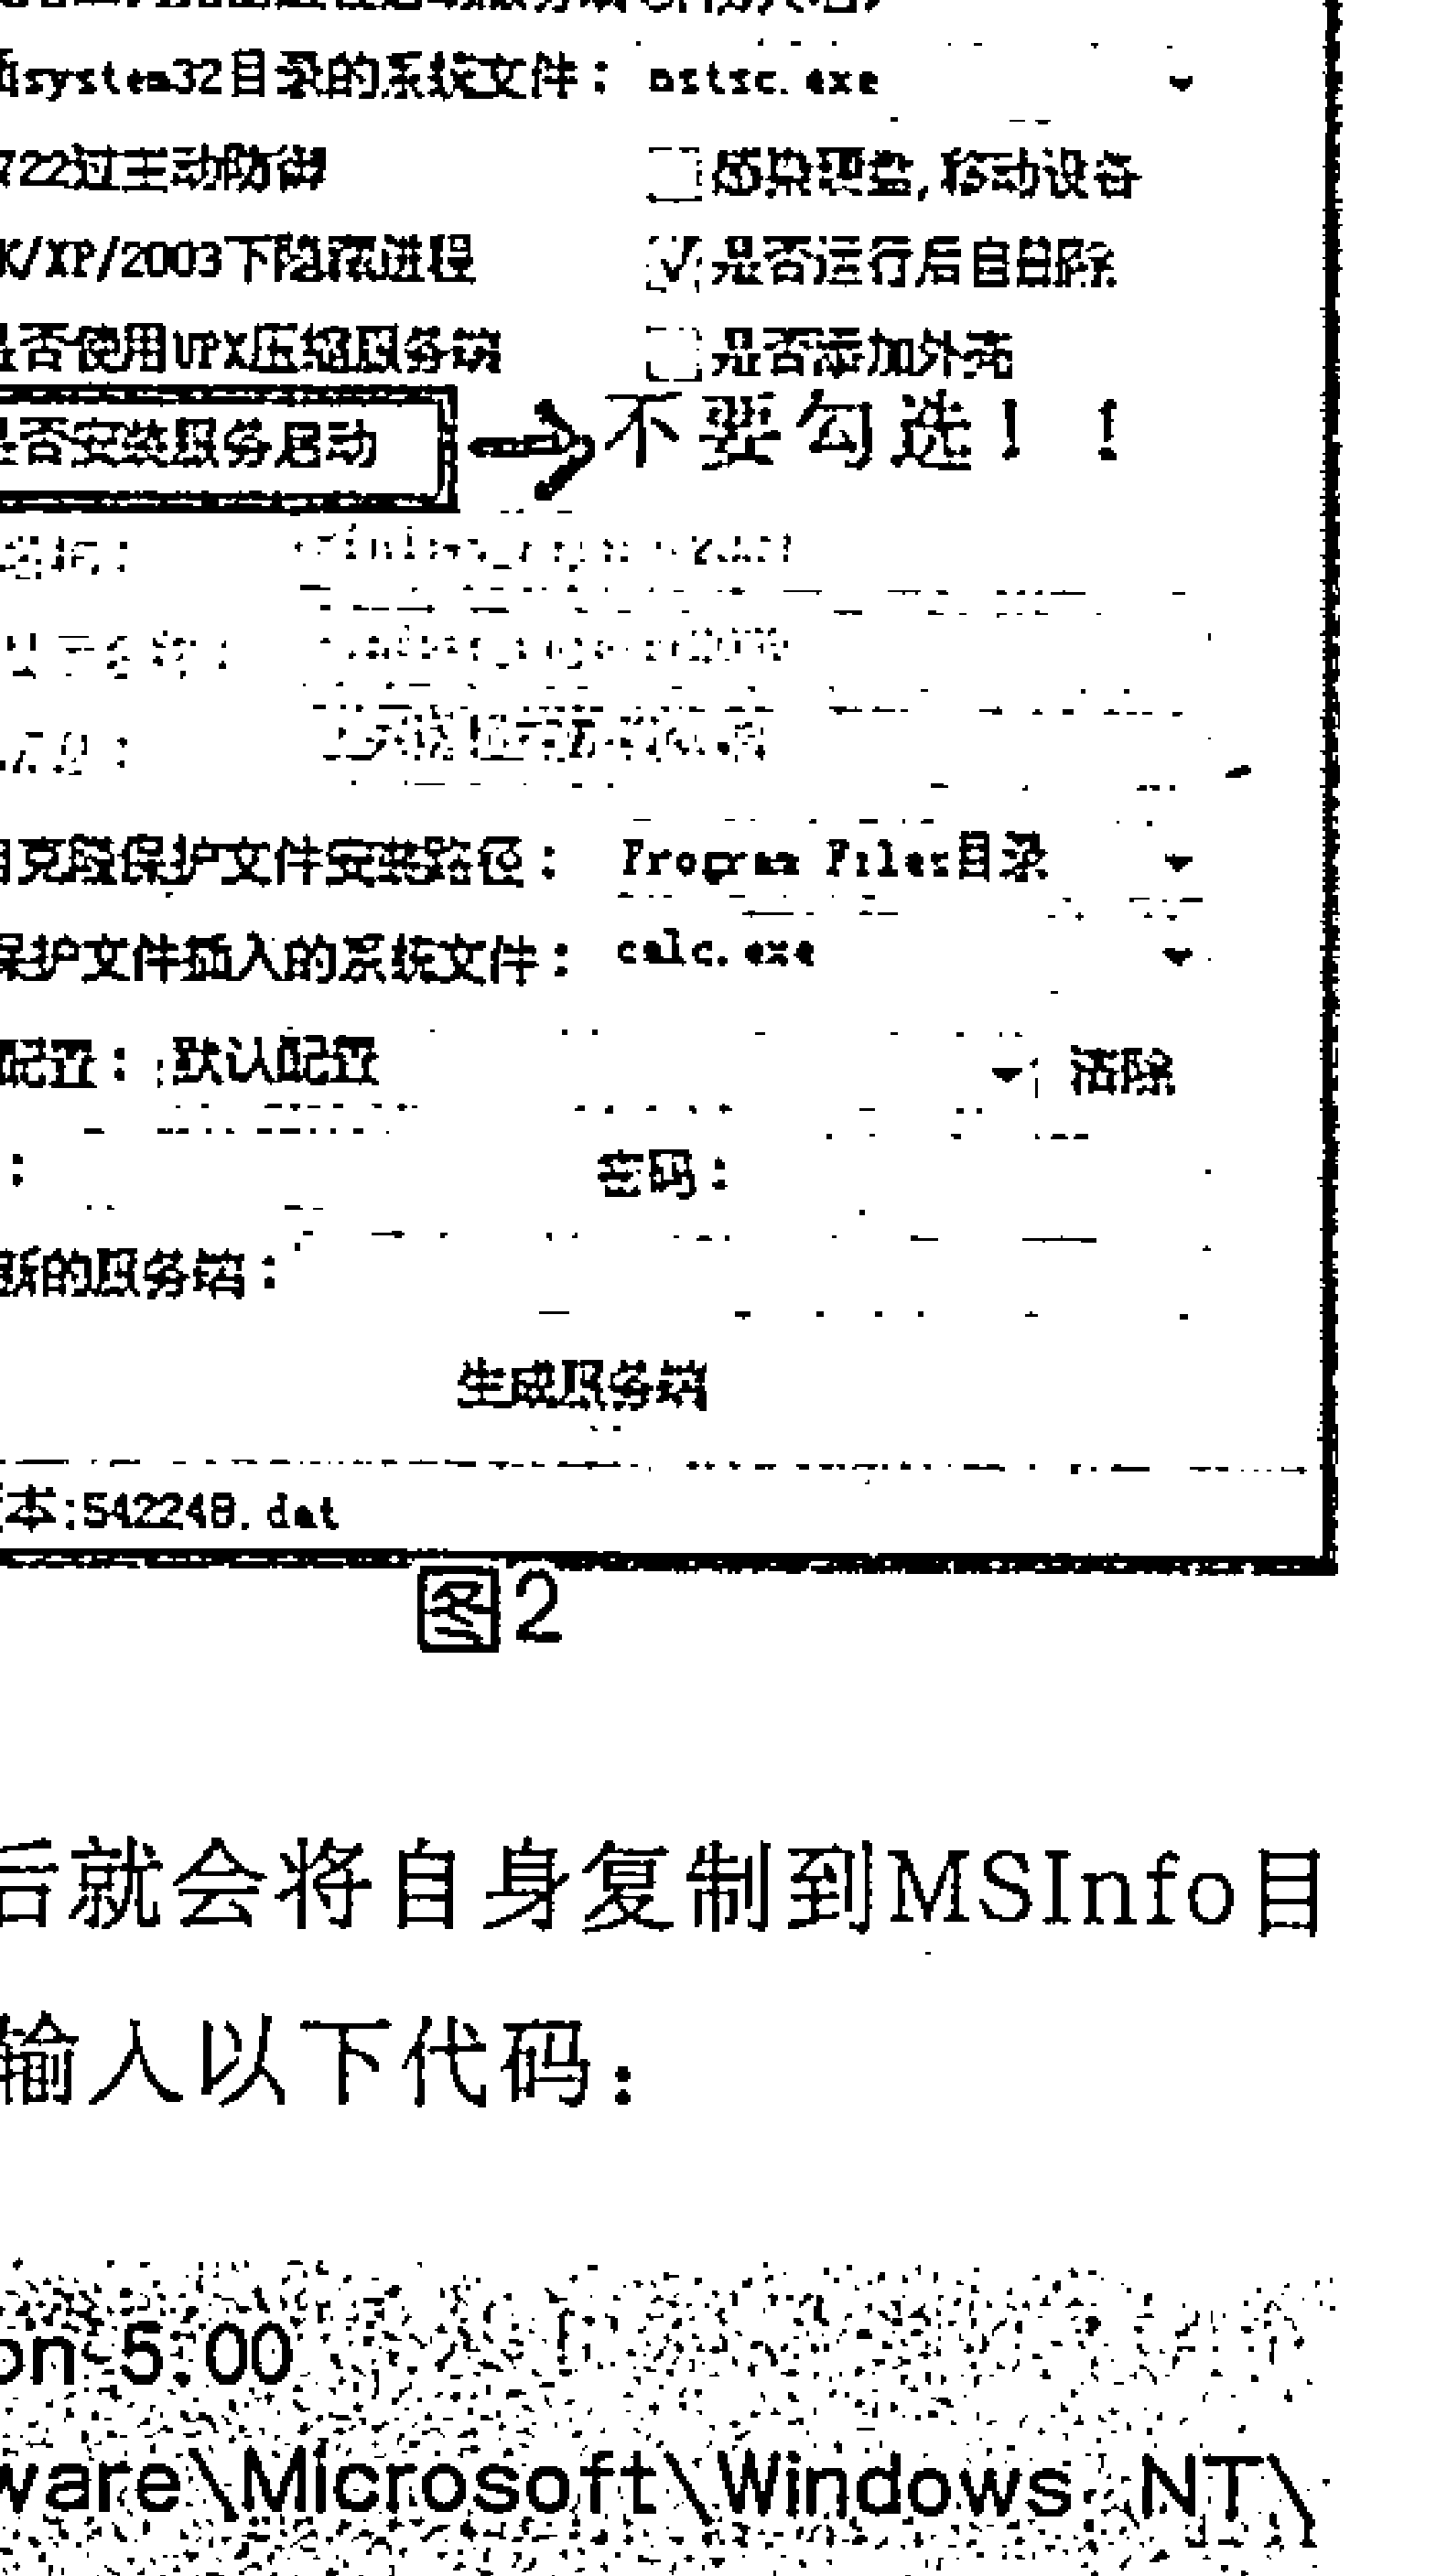 system32目录的系统文件：mstsc.exe
722过主动防御
感染硬盘,移动设备
K/XP/2003下隐藏进程
是否运行后自删除
是否使用UPX压缩服务端
是否添加外壳
是否安装服务启动
不要勾选！！
名称：
保护文件安装路径：Program Files目录
保护文件插入的系统文件：calc.exe
配置：默认配置
清除
：
密码：
新的服务端：
生成服务端
本:542248.dat
图2
后就会将自身复制到MSInfo目
输入以下代码：
on 5.00
ware\Microsoft\Windows NT\